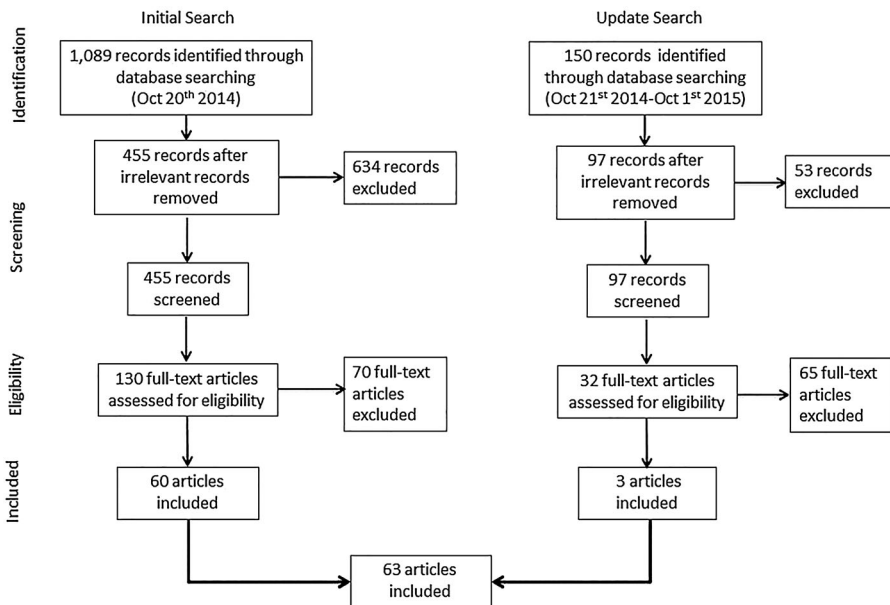 Initial Search
Update Search
Identification
1,089 records identified through
database searching
(Oct 20th 2014)
150 records identified
through database searching
(Oct 21st 2014-Oct 1st 2015)
455 records after
irrelevant records
removed
634 records
excluded
97 records after
irrelevant records
removed
53 records
excluded
Screening
455 records
screened
97 records
screened
Eligibility
130 full-text articles
assessed for eligibility
70 full-text
articles
excluded
32 full-text articles
assessed for eligibility
65 full-text
articles
excluded
Included
60 articles
included
3 articles
included
63 articles
included